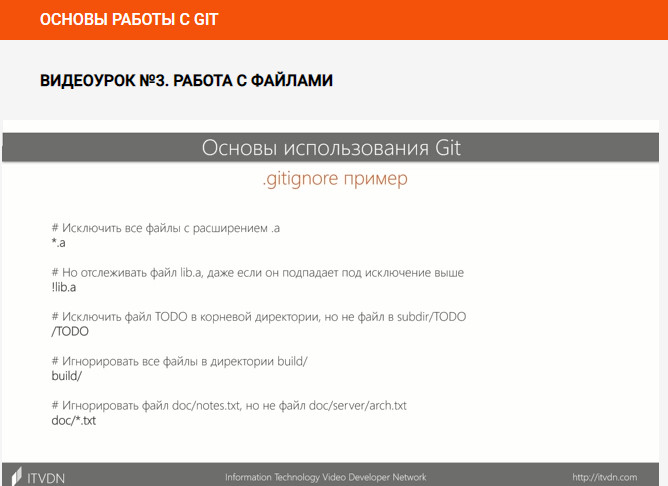 ОСНОВЫ РАБОТЫ С GIT
ВИДЕОУРОК №3. РАБОТА С ФАЙЛАМИ
Основы использования Git
.gitignore пример
# Исключить все файлы с расширением .a
*.a
# Но отслеживать файл lib.a, даже если он подпадает под исключение выше
!lib.a
# Исключить файл TODO в корневой директории, но не файл в subdir/TODO
/TODO
# Игнорировать все файлы в директории build/
build/
# Игнорировать файл doc/notes.txt, но не файл doc/server/arch.txt
doc/*.txt
ITVDN
Information Technology Video Developer Network
http://itvdn.com